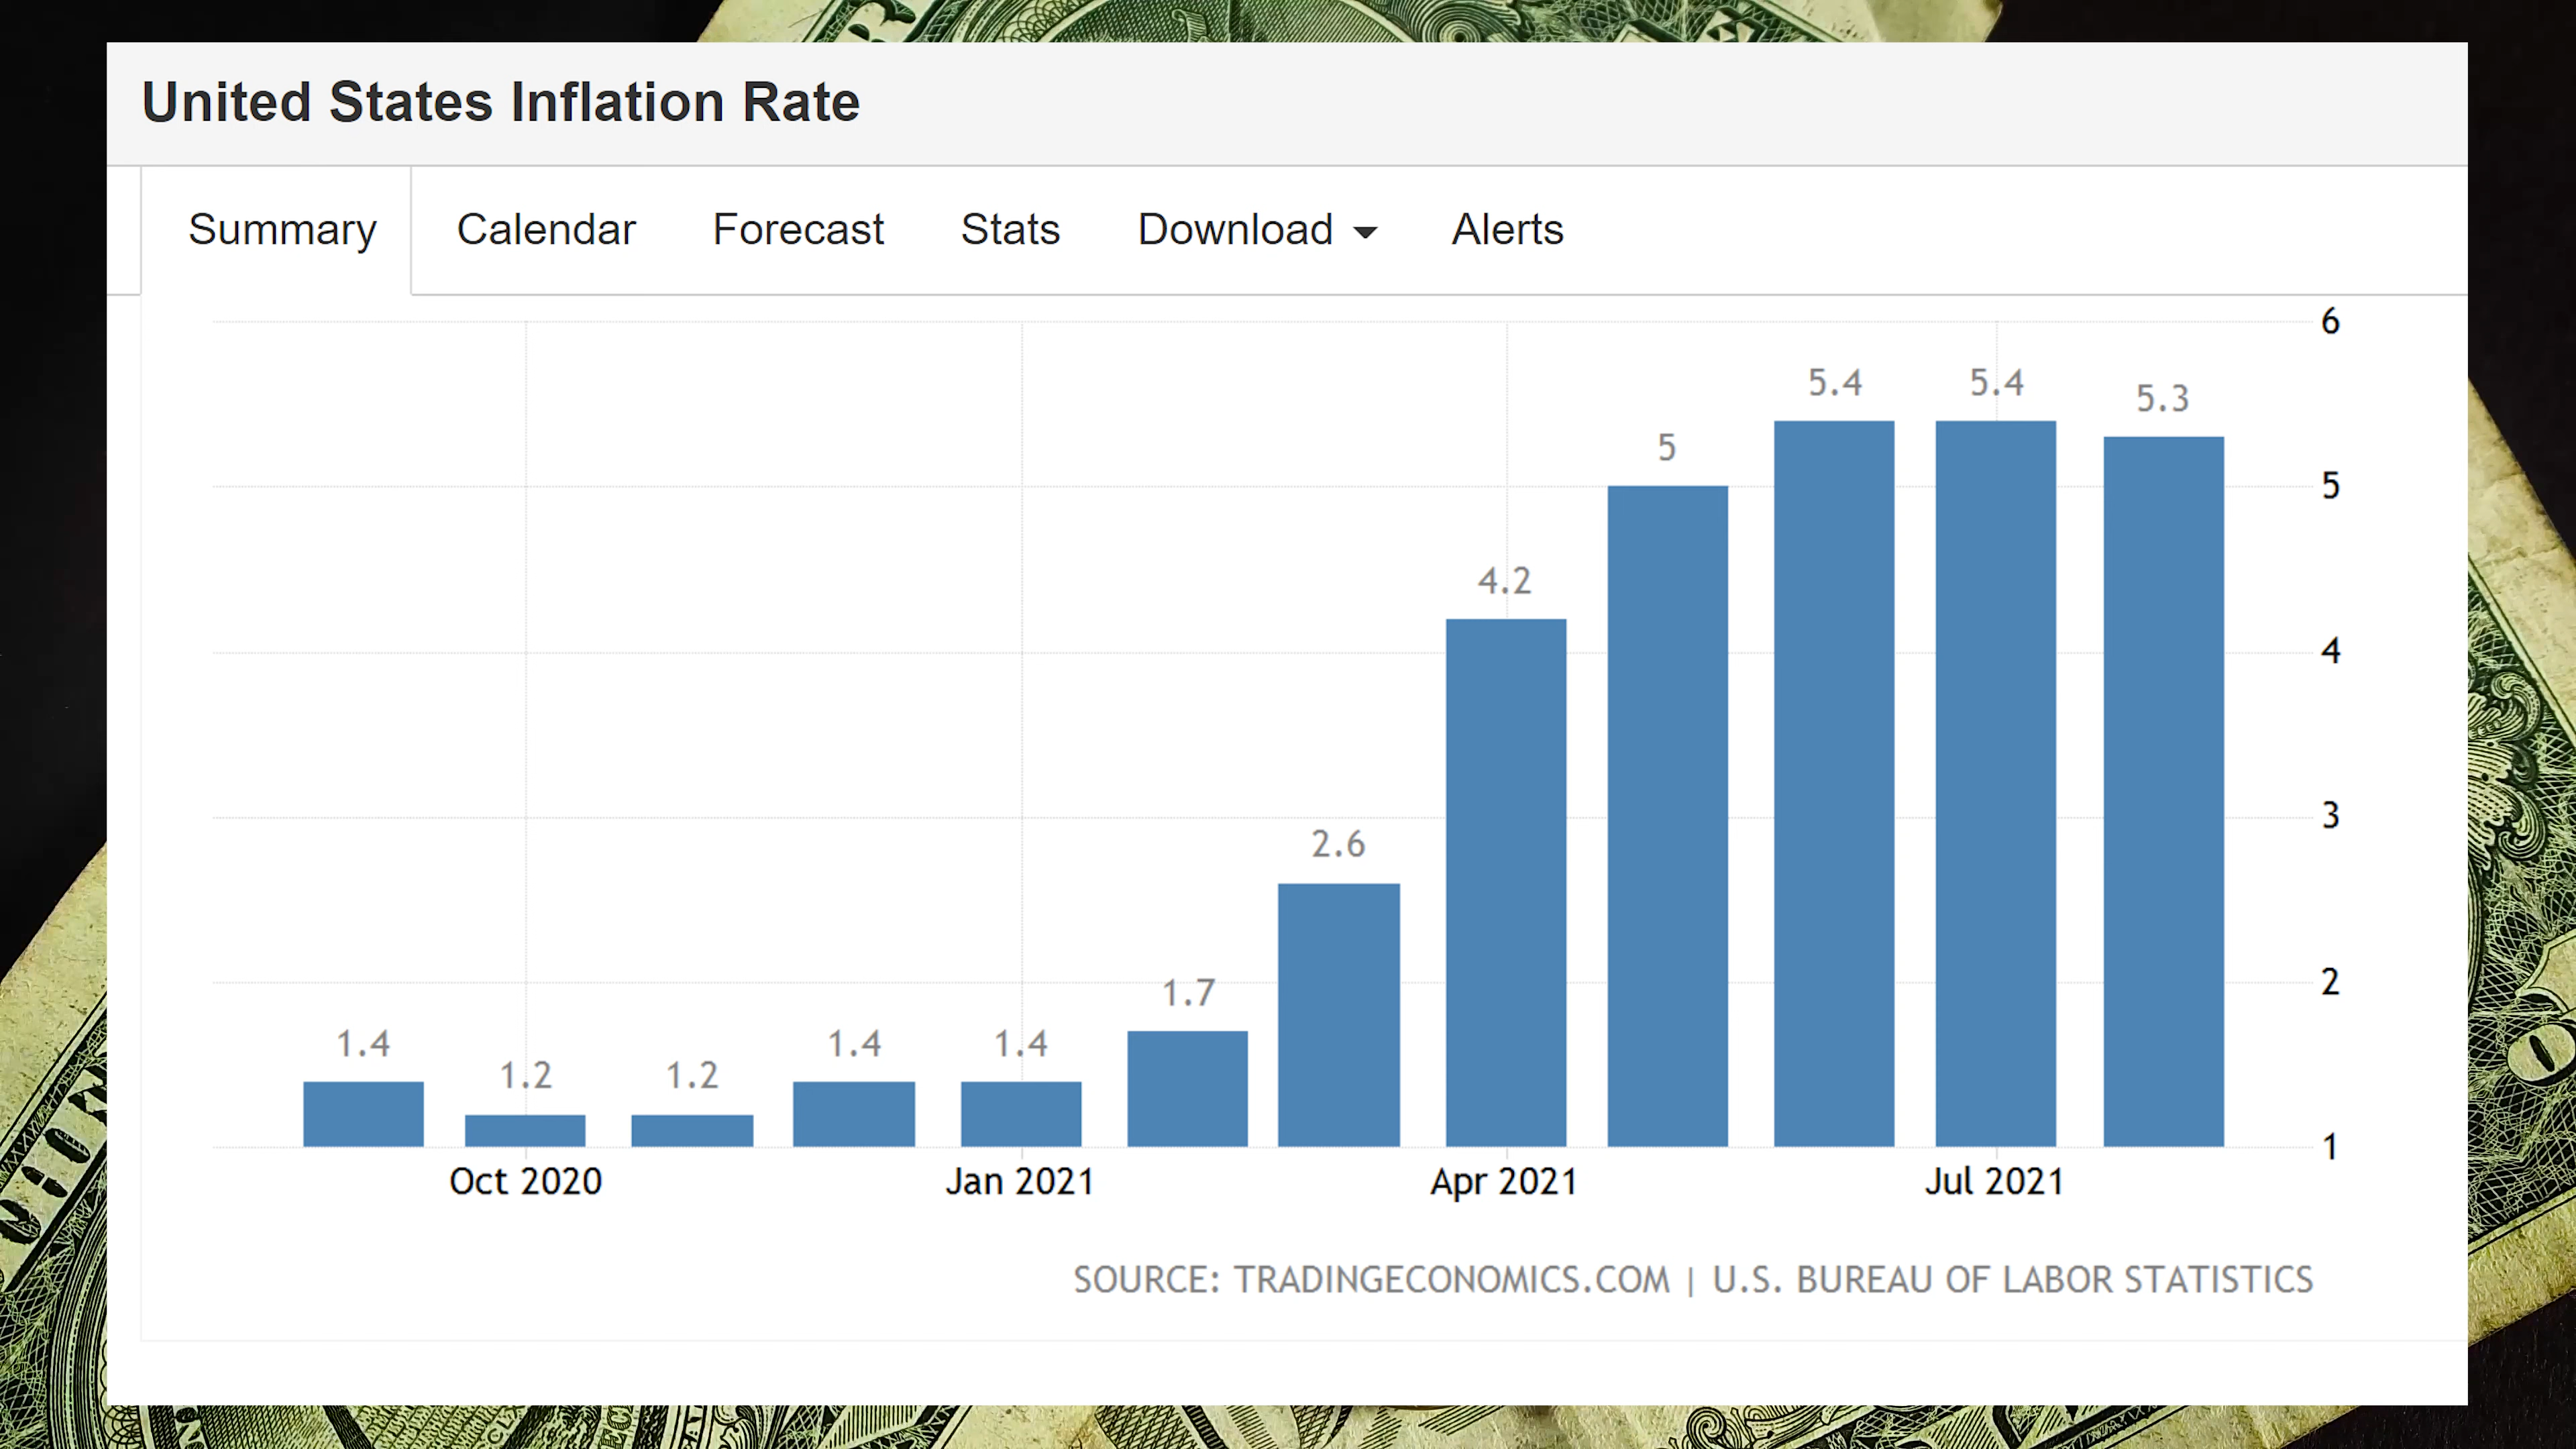 United States Inflation Rate
Summary Calendar Forecast Stats Download Alerts
6
5.4 5.4 5.3
5
5
4.2
4
3
2.6
2
1.7
1.4 1.2 1.2 1.4 1.4
1
Oct 2020 Jan 2021 Apr 2021 Jul 2021
SOURCE: TRADINGECONOMICS.COM | U.S. BUREAU OF LABOR STATISTICS